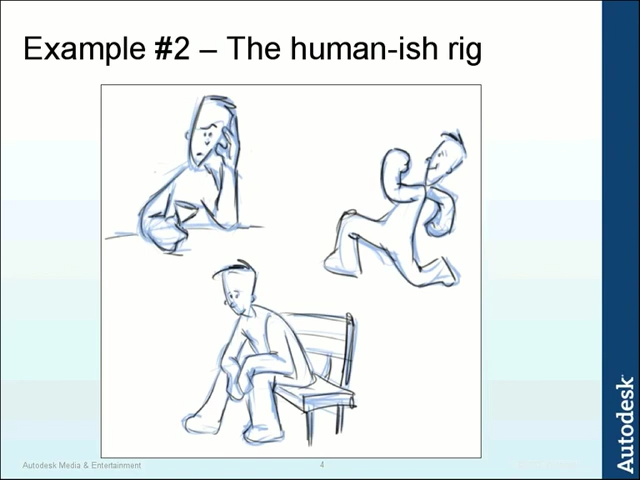 Example #2 – The human-ish rig
Autodesk Media & Entertainment
4
Autodesk